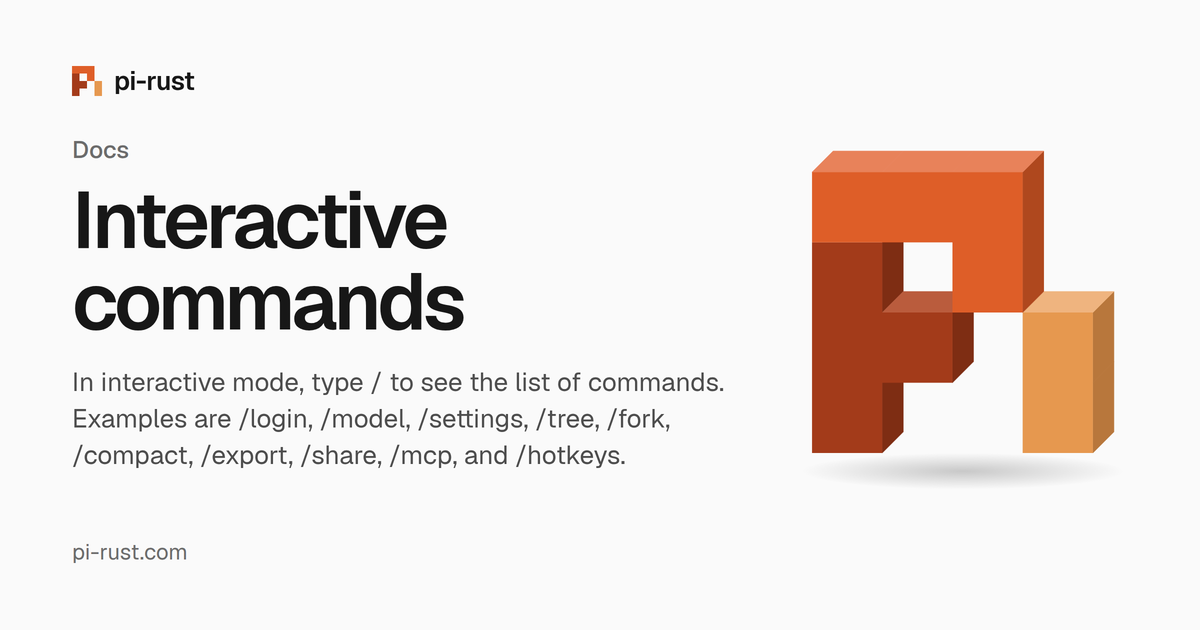 pi-rust
Docs
Interactive
commands
In interactive mode, type / to see the list of commands.
Examples are /login, /model, /settings, /tree, /fork,
/compact, /export, /share, /mcp, and /hotkeys.
pi-rust.com